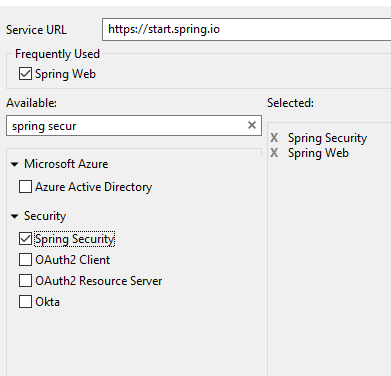 Service URL https://start.spring.io
Frequently Used
Spring Web
Available: Selected:
spring secur
X Spring Security
X Spring Web
Microsoft Azure
Azure Active Directory
Security
Spring Security
OAuth2 Client
OAuth2 Resource Server
Okta